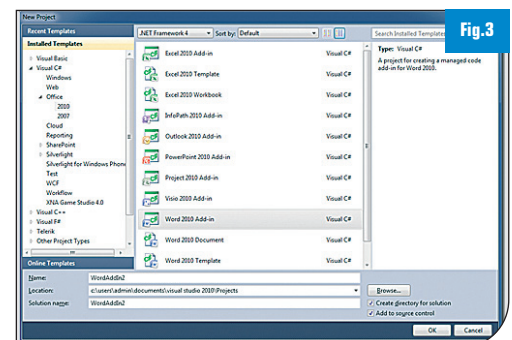 New Project
Fig.3
Recent Templates
.NET Framework 4
Sort by: Default
Search Installed Templates
Installed Templates
Visual Basic
Visual C#
Windows
Web
Office
2010
2007
Cloud
Reporting
SharePoint
Silverlight
Silverlight for Windows Phone
Test
WCF
Workflow
XNA Game Studio 4.0
Visual C++
Visual F#
Telerik
Other Project Types
Online Templates
Excel 2010 Add-in Visual C#
Excel 2010 Template Visual C#
Excel 2010 Workbook Visual C#
InfoPath 2010 Add-in Visual C#
Outlook 2010 Add-in Visual C#
PowerPoint 2010 Add-in Visual C#
Project 2010 Add-in Visual C#
Visio 2010 Add-in Visual C#
Word 2010 Add-in Visual C#
Word 2010 Document Visual C#
Word 2010 Template Visual C#
Type: Visual C#
A project for creating a managed code
add-in for Word 2010.
Name: WordAddIn2
Location: c:\users\admin\documents\visual studio 2010\Projects
Browse...
Solution name: WordAddIn2
Create directory for solution
Add to source control
OK Cancel